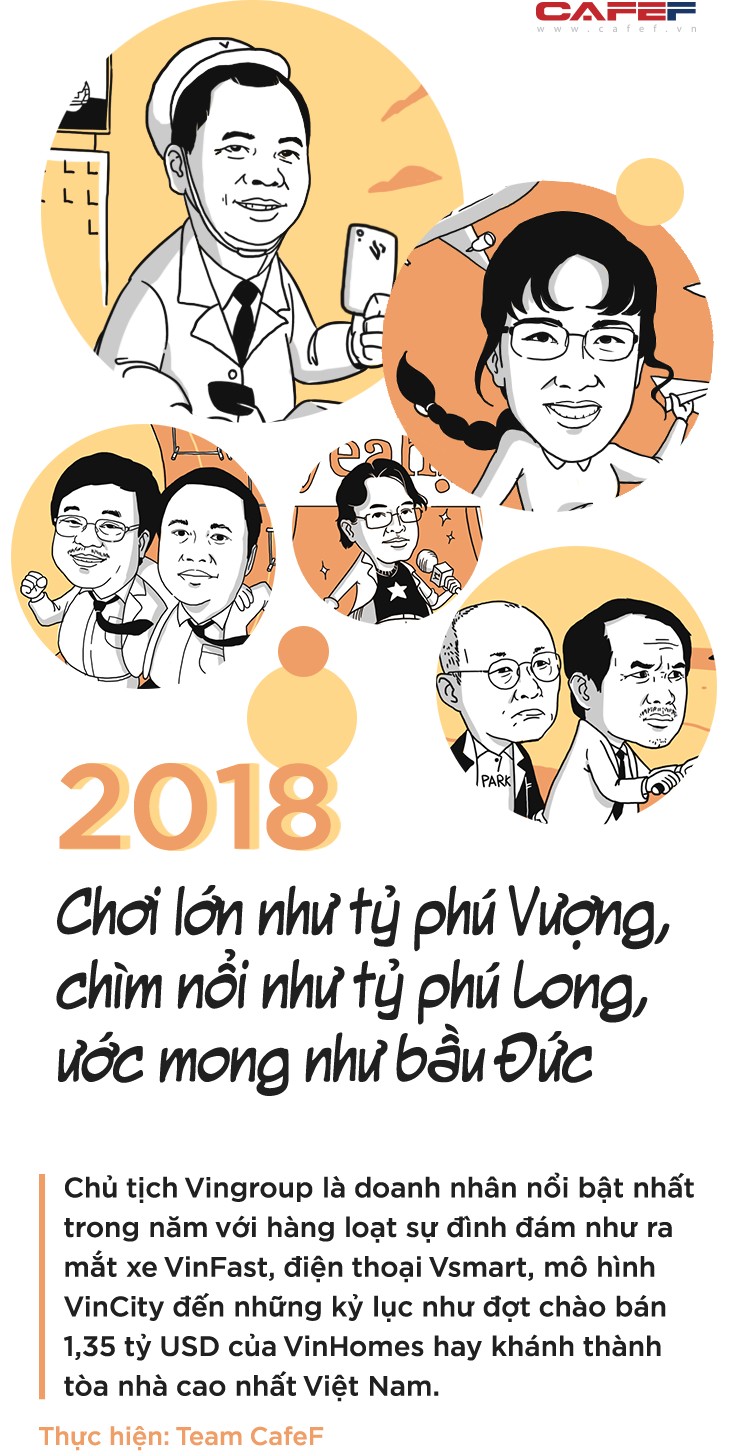 CAFEF
www.cafef.vn
yeah!
PARK
2018
Chơi lớn như tỷ phú Vượng,
chìm nổi như tỷ phú Long,
ước mong như bầu Đức
Chủ tịch Vingroup là doanh nhân nổi bật nhất
trong năm với hàng loạt sự đình đám như ra
mắt xe VinFast, điện thoại Vsmart, mô hình
VinCity đến những kỷ lục như đợt chào bán
1,35 tỷ USD của VinHomes hay khánh thành
tòa nhà cao nhất Việt Nam.
Thực hiện: Team CafeF